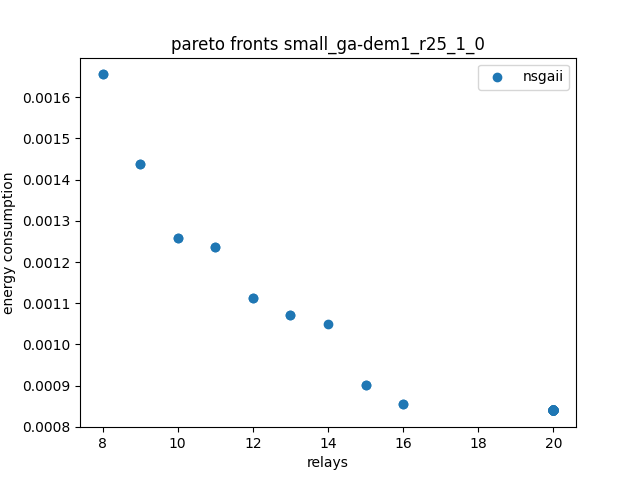 pareto fronts small_ga-dem1_r25_1_0
nsgaii
energy consumption
0.0016
0.0015
0.0014
0.0013
0.0012
0.0011
0.0010
0.0009
0.0008
8 10 12 14 16 18 20
relays